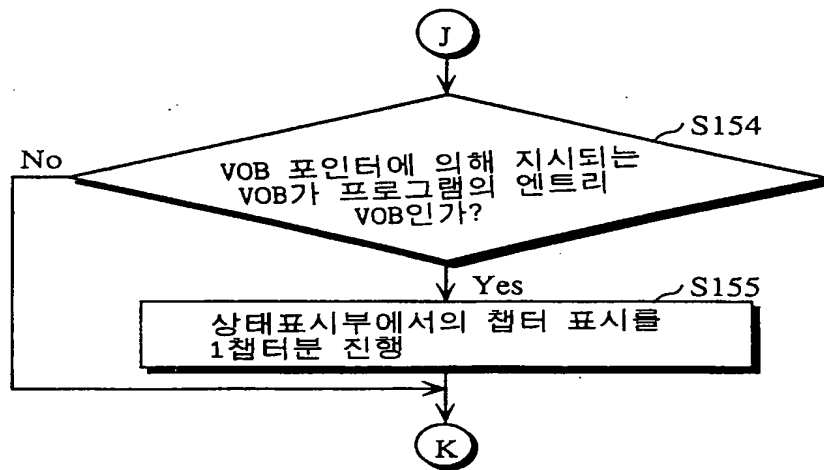 J
S154
No
VOB 포인터에 의해 지시되는
VOB가 프로그램의 엔트리
VOB인가?
Yes
S155
상태표시부에서의 챕터 표시를
1챕터분 진행
K